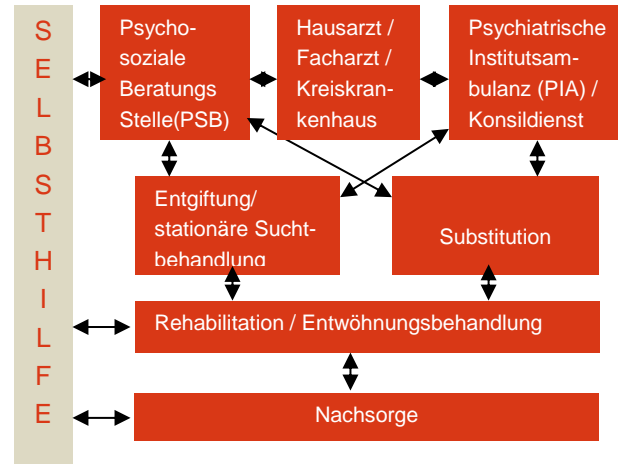 S
E
L
B
S
T
H
I
L
F
E
Psycho-
soziale
Beratungs
Stelle(PSB)
Hausarzt /
Facharzt /
Kreiskran-
kenhaus
Psychiatrische
Institutsam-
bulanz (PIA) /
Konsildienst
Entgiftung/
stationäre Sucht-
behandlung
Substitution
Rehabilitation / Entwöhnungsbehandlung
Nachsorge